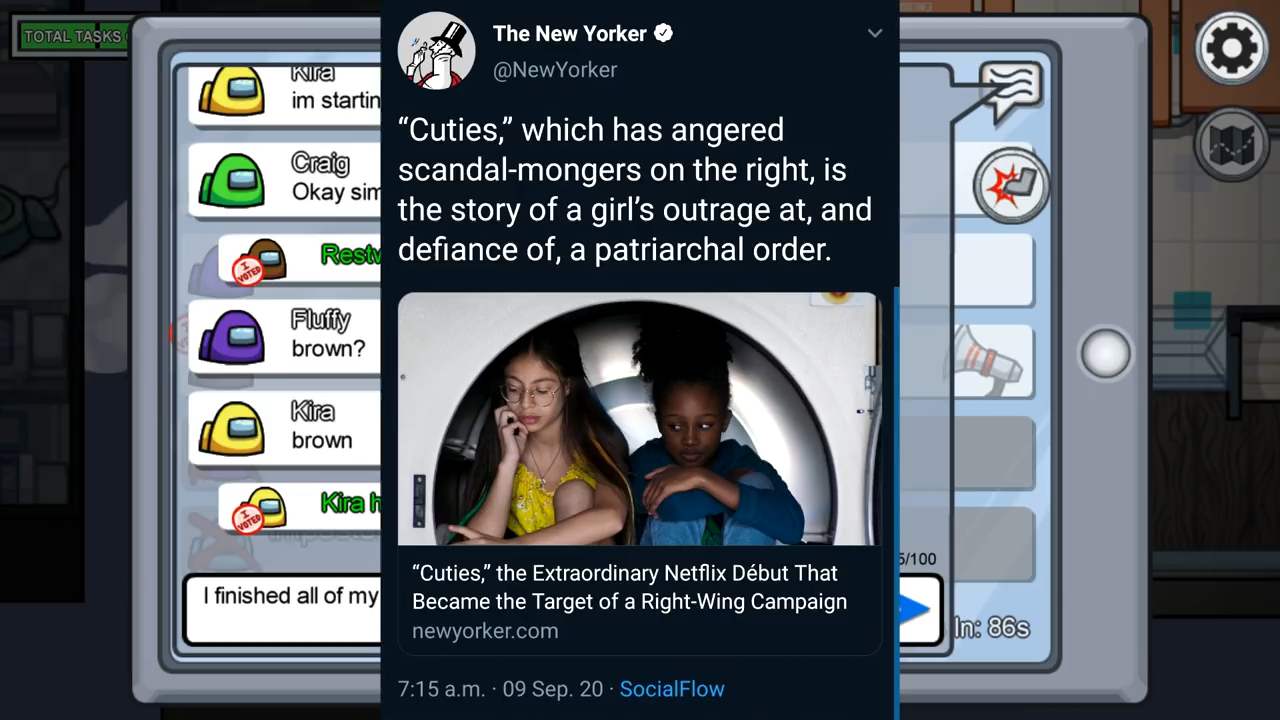 TOTAL TASKS
Kira
im startin
Craig
Okay sim
I VOTED
Restv
Fluffy
brown?
Kira
brown
I VOTED
Kira h
I finished all of my
The New Yorker
@NewYorker
“Cuties,” which has angered
scandal-mongers on the right, is
the story of a girl’s outrage at, and
defiance of, a patriarchal order.
“Cuties,” the Extraordinary Netflix Début That
Became the Target of a Right-Wing Campaign
newyorker.com
7:15 a.m. · 09 Sep. 20 · SocialFlow
5/100
In: 86s